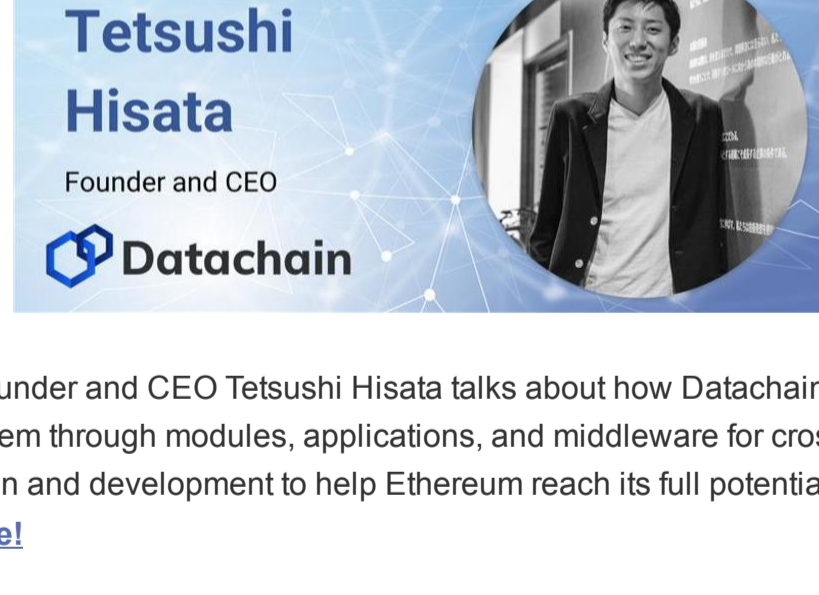 Tetsushi
Hisata
Founder and CEO
Datachain
under and CEO Tetsushi Hisata talks about how Datachain
em through modules, applications, and middleware for cros
n and development to help Ethereum reach its full potentia
e!